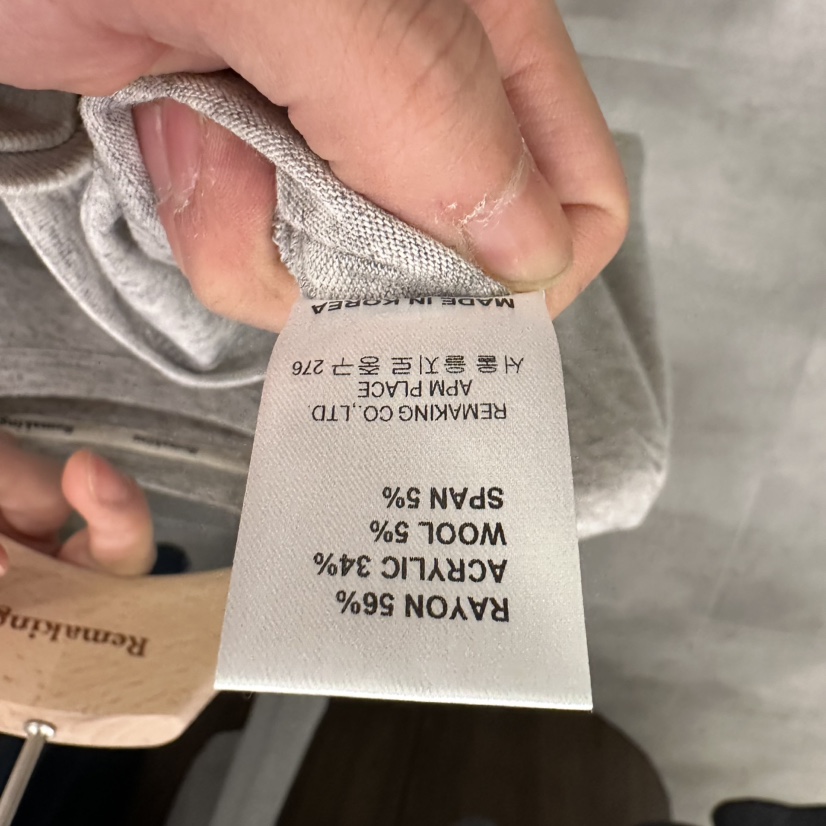 RAYON 56%
ACRYLIC 34%
WOOL 5%
SPAN 5%
REMAKING CO.,LTD.
APM PLACE
서울 을지로 중구 276
MADE IN KOREA
Remaking